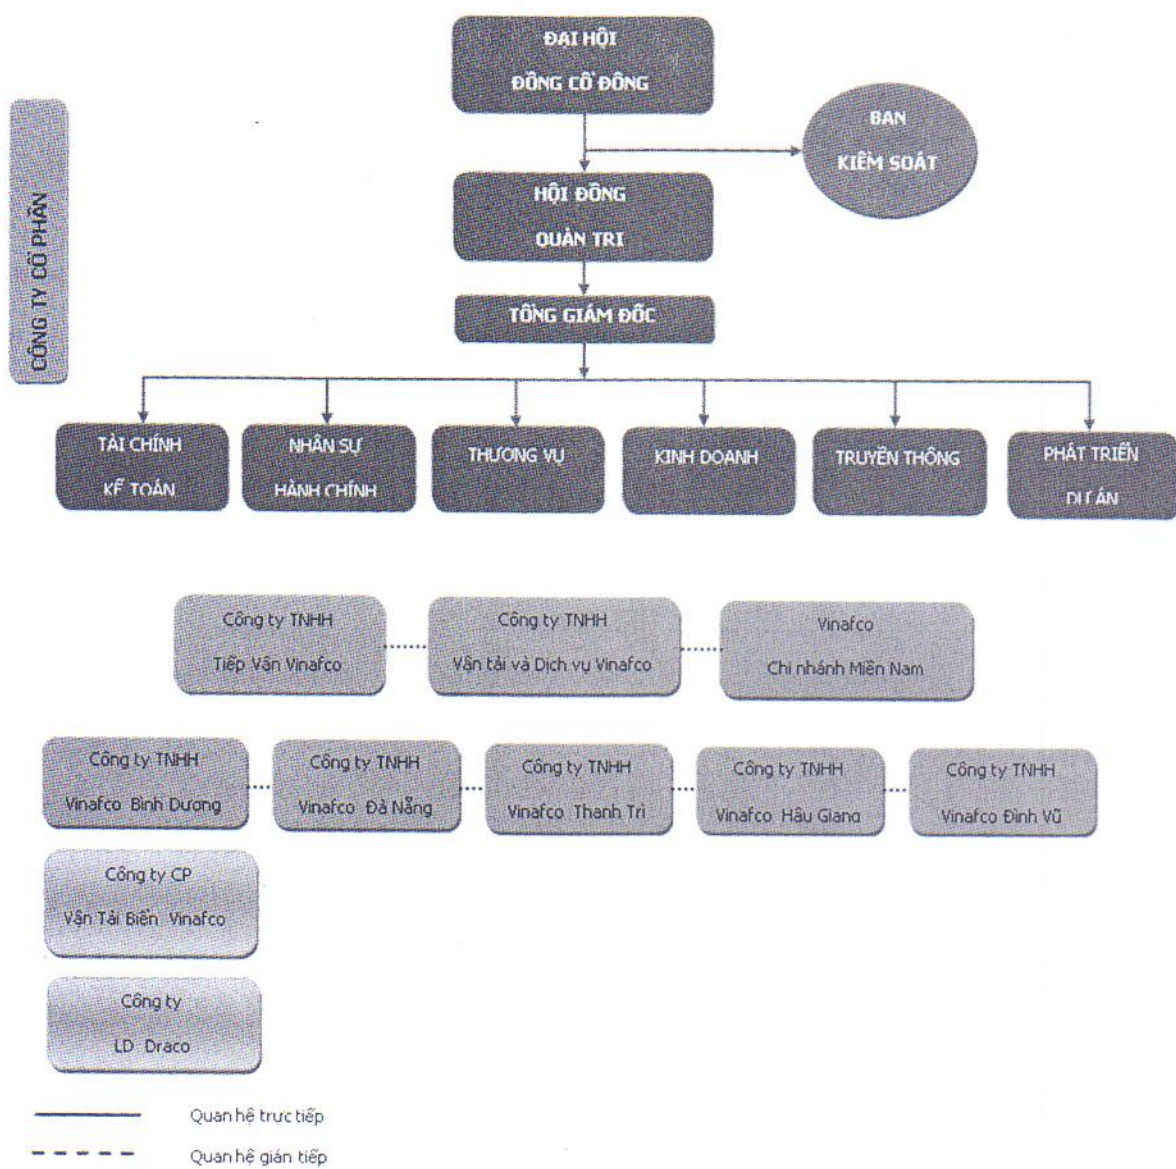 ĐẠI HỘI
ĐỒNG CỔ ĐÔNG
BAN
KIỂM SOÁT
CÔNG TY CỔ PHẦN
HỘI ĐỒNG
QUẢN TRỊ
TỔNG GIÁM ĐỐC
TÀI CHÍNH
KẾ TOÁN
NHÂN SỰ
HÀNH CHÍNH
THƯƠNG VỤ
KINH DOANH
TRUYỀN THÔNG
PHÁT TRIỂN
DỰ ÁN
Công ty TNHH
Tiếp Vận Vinafco
Công ty TNHH
Vận tải và Dịch vụ Vinafco
Vinafco
Chi nhánh Miền Nam
Công ty TNHH
Vinafco Bình Dương
Công ty TNHH
Vinafco Đà Nẵng
Công ty TNHH
Vinafco Thanh Trì
Công ty TNHH
Vinafco Hậu Giang
Công ty TNHH
Vinafco Đình Vũ
Công ty CP
Vận Tải Biển Vinafco
Công ty
LD Draco
Quan hệ trực tiếp
Quan hệ gián tiếp